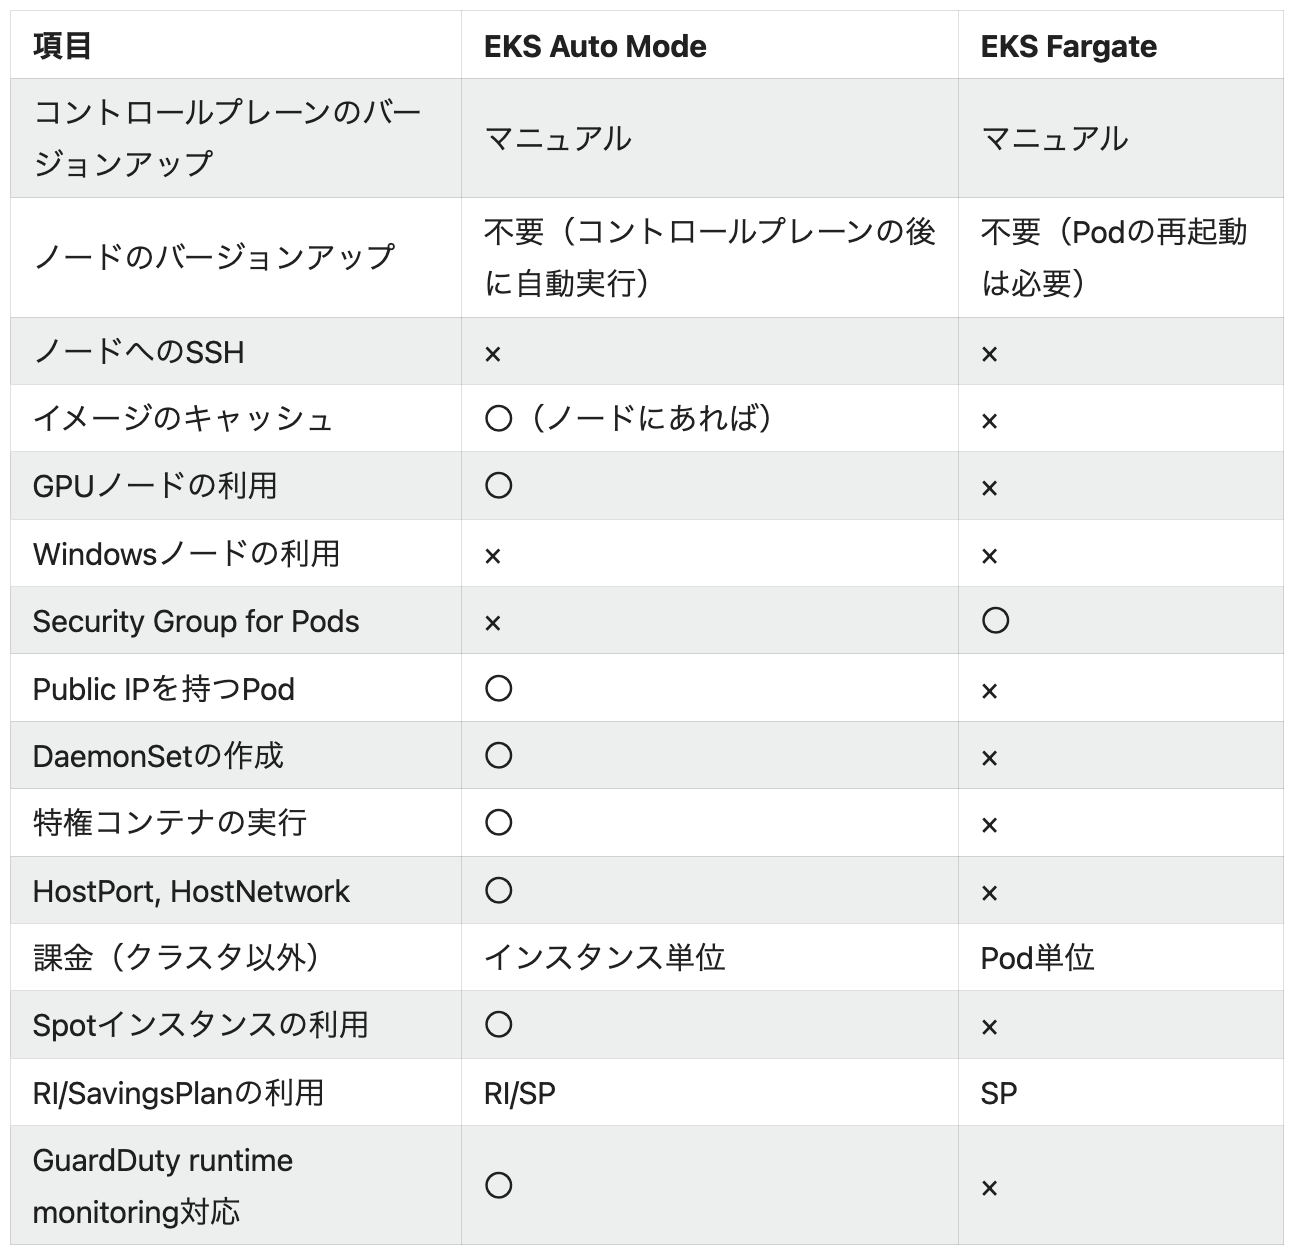 項目 EKS Auto Mode EKS Fargate
コントロールプレーンのバー
ジョンアップ
マニュアル
マニュアル
ノードのバージョンアップ
不要（コントロールプレーンの後
に自動実行）
不要（Podの再起動
は必要）
ノードへのSSH × ×
イメージのキャッシュ ○（ノードにあれば） ×
GPUノードの利用 ○ ×
Windowsノードの利用 × ×
Security Group for Pods × ○
Public IPを持つPod ○ ×
DaemonSetの作成 ○ ×
特権コンテナの実行 ○ ×
HostPort, HostNetwork ○ ×
課金（クラスタ以外） インスタンス単位 Pod単位
Spotインスタンスの利用 ○ ×
RI/SavingsPlanの利用 RI/SP SP
GuardDuty runtime
monitoring対応
○ ×